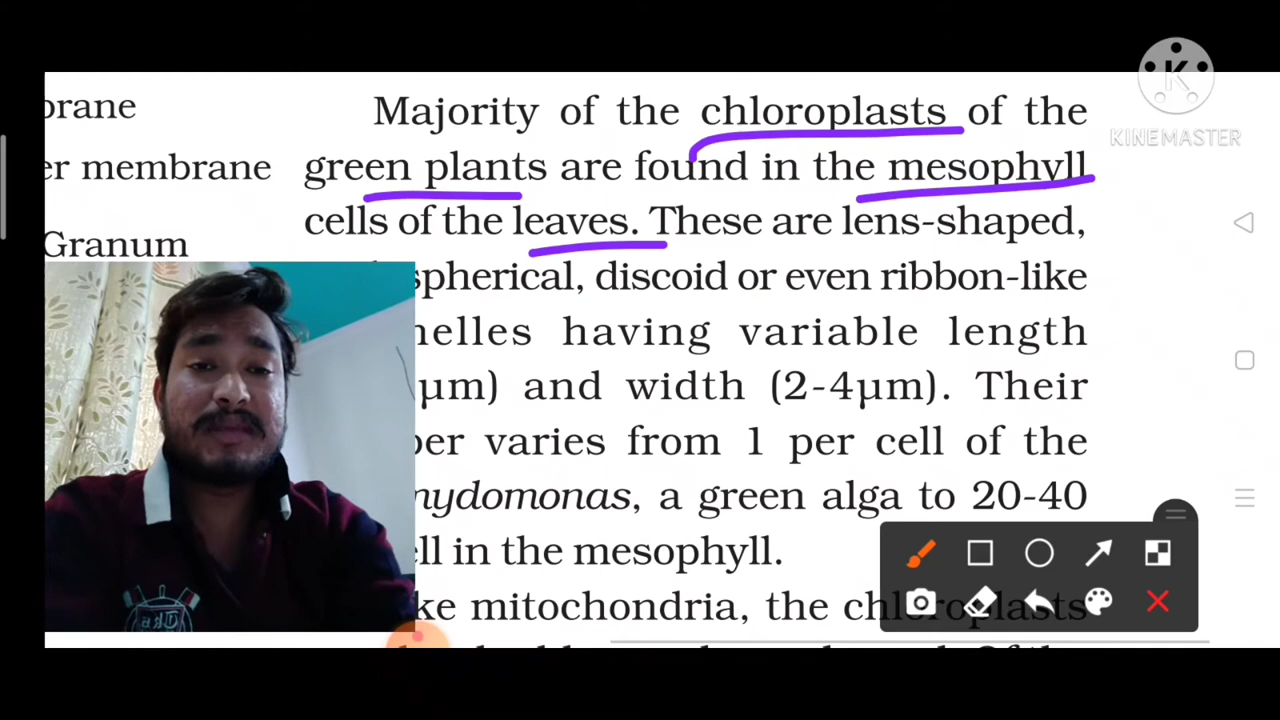 KINEMASTER
brane
er membrane
Granum
Majority of the chloroplasts of the
green plants are found in the mesophyll
cells of the leaves. These are lens-shaped,
spherical, discoid or even ribbon-like
nelles having variable length
µm) and width (2-4µm). Their
ber varies from 1 per cell of the
mydomonas, a green alga to 20-40
ell in the mesophyll.
ke mitochondria, the chloroplasts